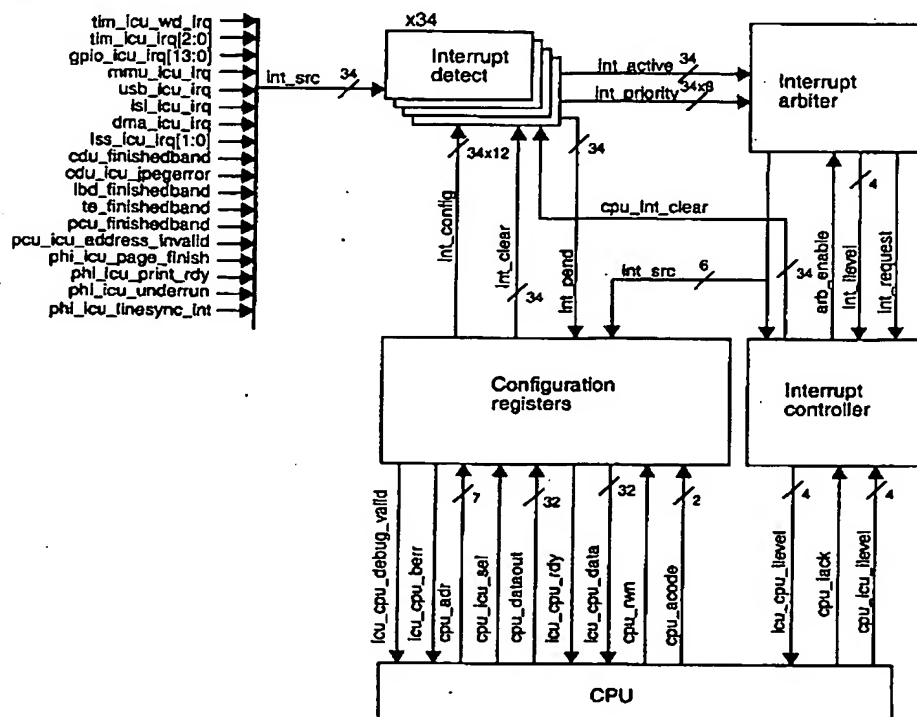 tim_icu_wd_irq
tim_icu_irq[2:0]
gpio_icu_irq[13:0]
mmu_icu_irq
usb_icu_irq
isi_icu_irq
dma_icu_irq
lss_icu_irq[1:0]
cdu_finishedband
cdu_icu_jpegerror
lbd_finishedband
te_finishedband
pcu_finishedband
pcu_icu_address_invalid
phi_icu_page_finish
phi_icu_print_rdy
phi_icu_underrun
phi_icu_linesync_int
int_src
34
x34
Interrupt
detect
int_active
34
int_priority
34x8
Interrupt
arbiter
34x12
34
int_config
int_clear
34
int_pend
cpu_int_clear
int_src
6
34
arb_enable
4
int_ilevel
int_request
Configuration
registers
Interrupt
controller
icu_cpu_debug_valid
icu_cpu_berr
7
cpu_adr
cpu_icu_sel
32
cpu_dataout
icu_cpu_rdy
32
icu_cpu_data
cpu_rwn
2
cpu_acode
4
icu_cpu_ilevel
cpu_iack
4
cpu_icu_ilevel
CPU